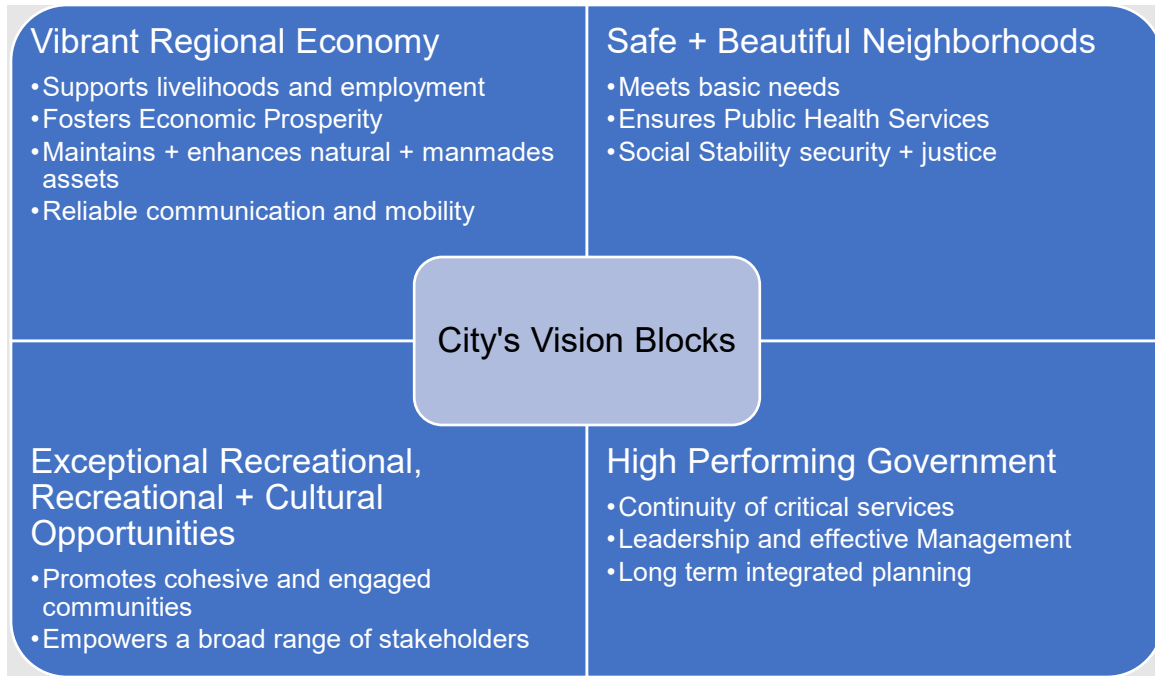 Vibrant Regional Economy
•Supports livelihoods and employment
•Fosters Economic Prosperity
•Maintains + enhances natural + manmades
assets
•Reliable communication and mobility
Safe + Beautiful Neighborhoods
•Meets basic needs
•Ensures Public Health Services
•Social Stability security + justice
City's Vision Blocks
Exceptional Recreational,
Recreational + Cultural
Opportunities
•Promotes cohesive and engaged
communities
•Empowers a broad range of stakeholders
High Performing Government
•Continuity of critical services
•Leadership and effective Management
•Long term integrated planning